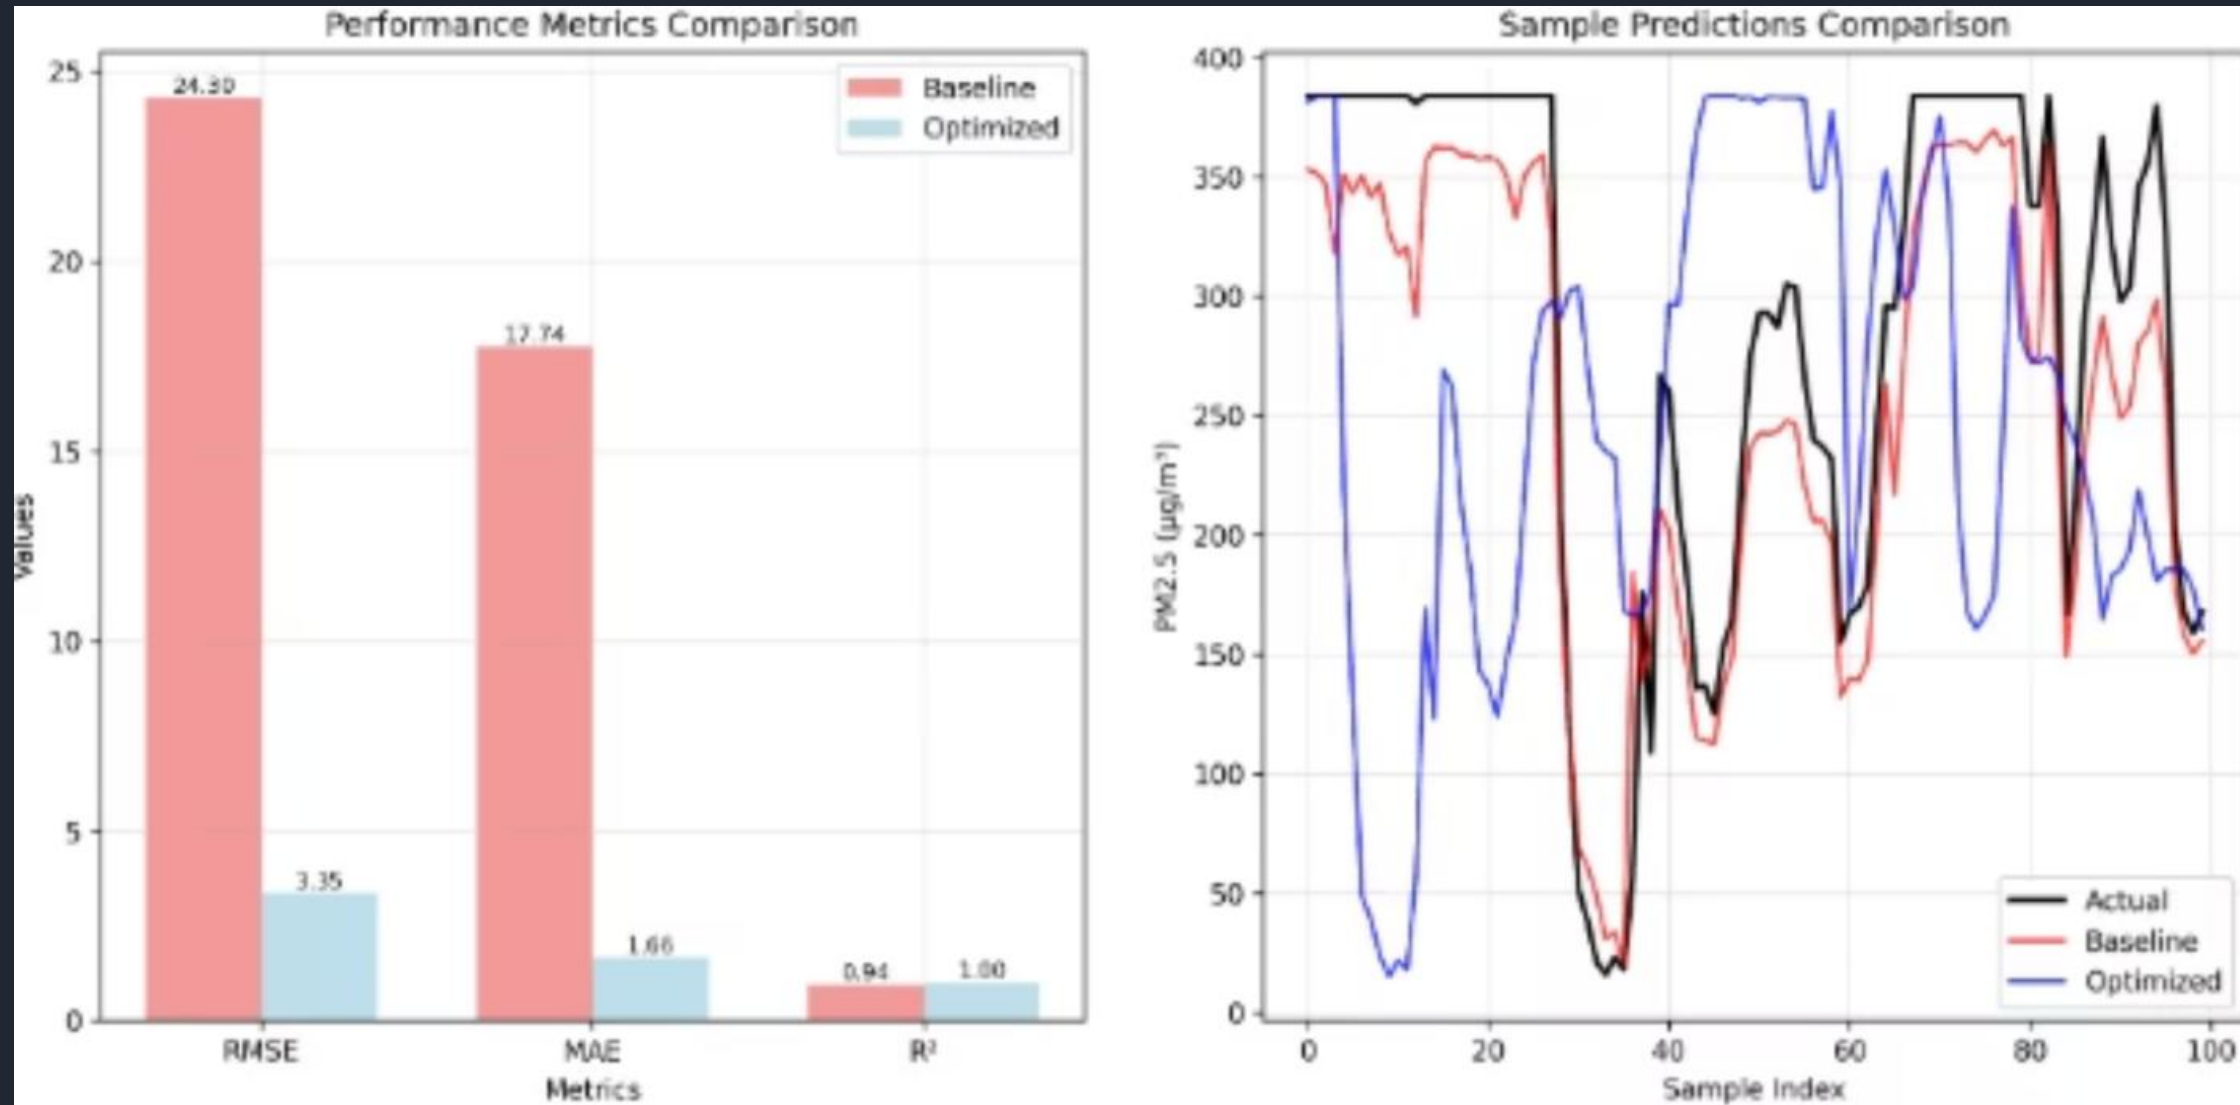 Performance Metrics Comparison
25
20
15
10
5
0
Values
24.30
3.35
17.74
1.66
0.94
1.00
Baseline
Optimized
RMSE MAE R²
Metrics
Sample Predictions Comparison
400
350
300
250
200
150
100
50
0
PM2.5 (µg/m³)
Actual
Baseline
Optimized
0 20 40 60 80 100
Sample Index